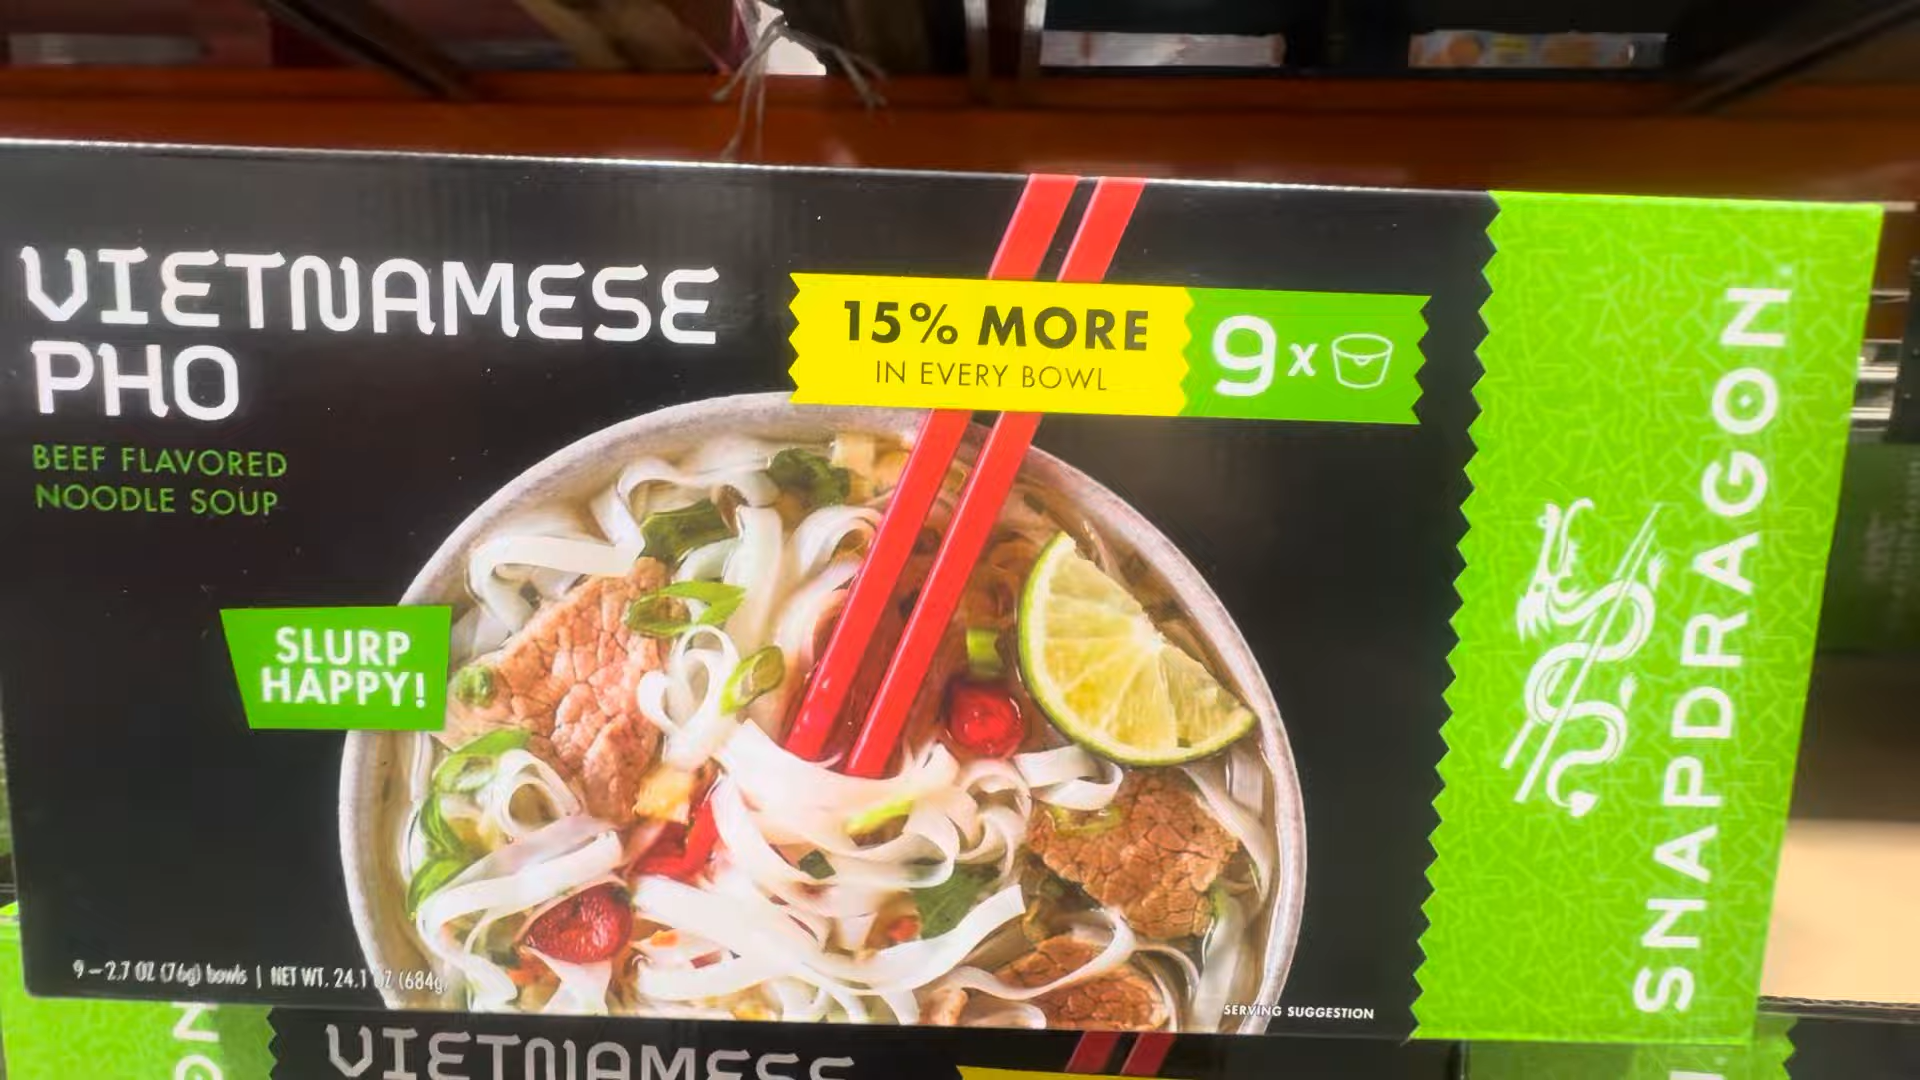 VIETNAMESE
PHO
BEEF FLAVORED
NOODLE SOUP
15% MORE
IN EVERY BOWL
9x
SLURP
HAPPY!
SNAPDRAGON
9 – 2.7 OZ (76g) bowls | NET WT. 24.1 OZ (684g)
SERVING SUGGESTION
VIETNAMESE